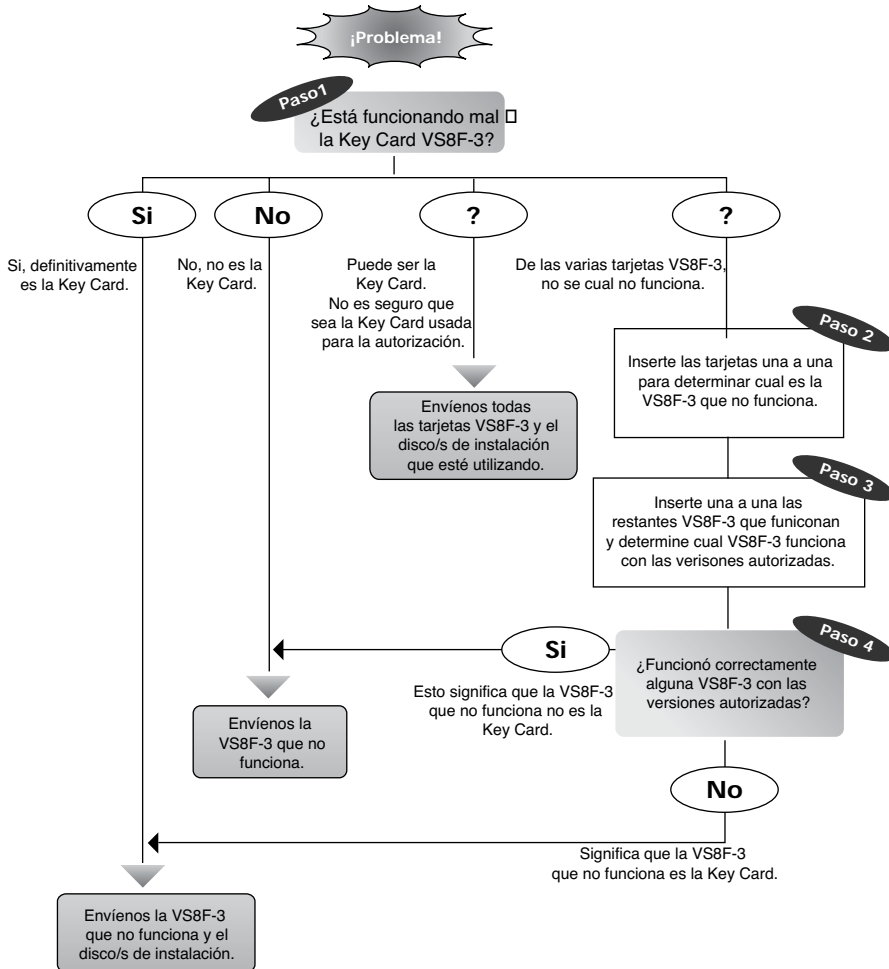 ¡Problema!
Paso1
¿Está funcionando mal
la Key Card VS8F-3?
Si
No
?
?
Si, definitivamente
es la Key Card.
No, no es la
Key Card.
Puede ser la
Key Card.
No es seguro que
sea la Key Card usada
para la autorización.
De las varias tarjetas VS8F-3,
no se cual no funciona.
Paso 2
Inserte las tarjetas una a una
para determinar cual es la
VS8F-3 que no funciona.
Envíenos todas
las tarjetas VS8F-3 y el
disco/s de instalación
que esté utilizando.
Paso 3
Inserte una a una las
restantes VS8F-3 que funiconan
y determine cual VS8F-3 funciona
con las verisones autorizadas.
Paso 4
¿Funcionó correctamente
alguna VS8F-3 con las
versiones autorizadas?
Si
Esto significa que la VS8F-3
que no funciona no es la
Key Card.
Envíenos la
VS8F-3 que no
funciona.
No
Significa que la VS8F-3
que no funciona es la Key Card.
Envíenos la VS8F-3
que no funciona y el
disco/s de instalación.